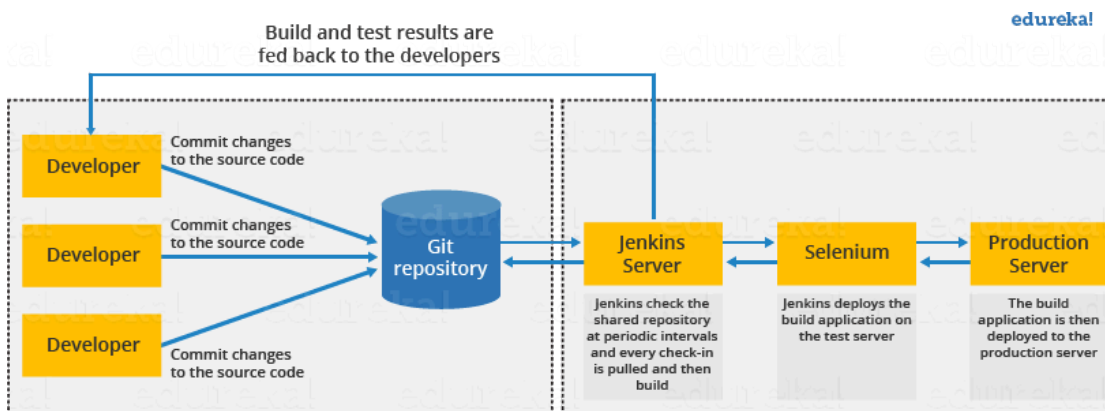 edureka!
Build and test results are
fed back to the developers
Developer
Commit changes
to the source code
Developer
Commit changes
to the source code
Developer
Commit changes
to the source code
Git
repository
Jenkins
Server
Jenkins check the
shared repository
at periodic intervals
and every check-in
is pulled and then
build
Selenium
Jenkins deploys the
build application on
the test server
Production
Server
The build
application is then
deployed to the
production server